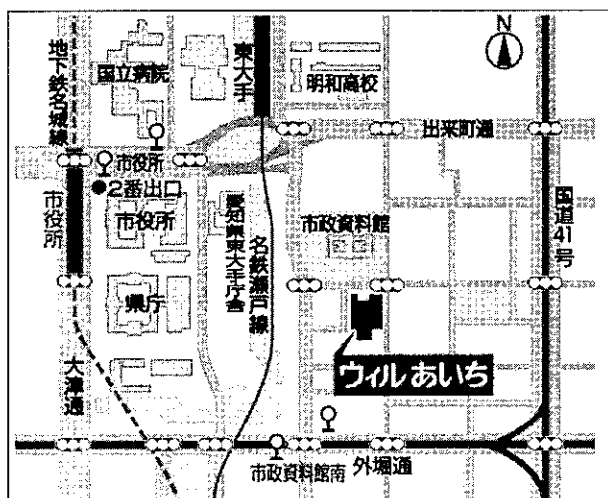 N
地下鉄名城線
国立病院
東大手
明和高校
出来町通
市役所
●2番出口
市役所
市役所
愛知県東大手庁舎
名鉄瀬戸線
市政資料館
国道41号
県庁
大津通
ウィルあいち
市政資料館南
外堀通